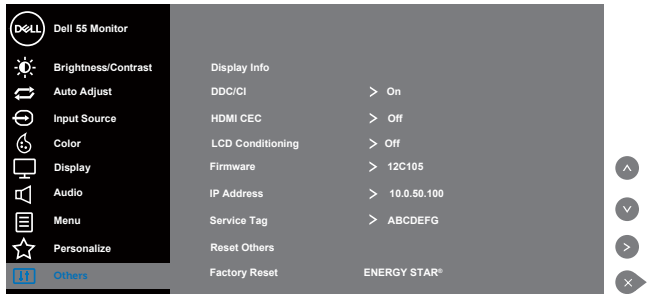 DELL Dell 55 Monitor
Brightness/Contrast Display Info
Auto Adjust DDC/CI > On
Input Source HDMI CEC > Off
Color LCD Conditioning > Off
Display Firmware > 12C105
Audio IP Address > 10.0.50.100
Menu Service Tag > ABCDEFG
Personalize Reset Others
Others Factory Reset ENERGY STAR®